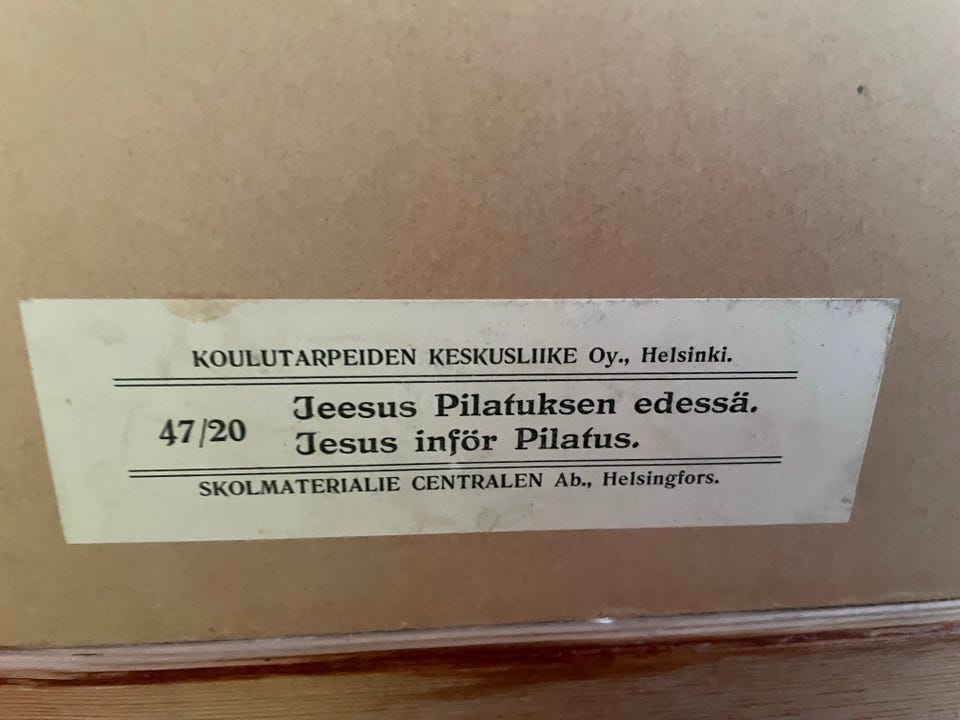 KOULUTARPEIDEN KESKUSLIIKE Oy., Helsinki.
47/20
Jeesus Pilatuksen edessä.
Jesus inför Pilatus.
SKOLMATERIALIE CENTRALEN Ab., Helsingfors.